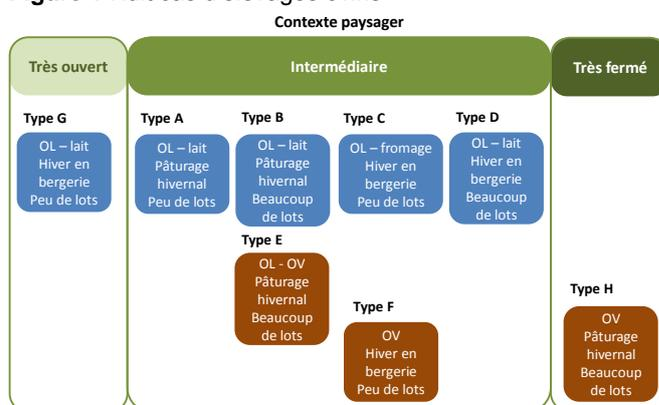 Contexte paysager
Très ouvert
Intermédiaire
Très fermé
Type G
OL – lait
Hiver en
bergerie
Peu de lots
Type A
OL – lait
Pâturage
hivernal
Peu de lots
Type B
OL – lait
Pâturage
hivernal
Beaucoup
de lots
Type C
OL – fromage
Hiver en
bergerie
Peu de lots
Type D
OL – lait
Hiver en
bergerie
Beaucoup
de lots
Type E
OL - OV
Pâturage
hivernal
Beaucoup
de lots
Type F
OV
Hiver en
bergerie
Peu de lots
Type H
OV
Pâturage
hivernal
Beaucoup
de lots